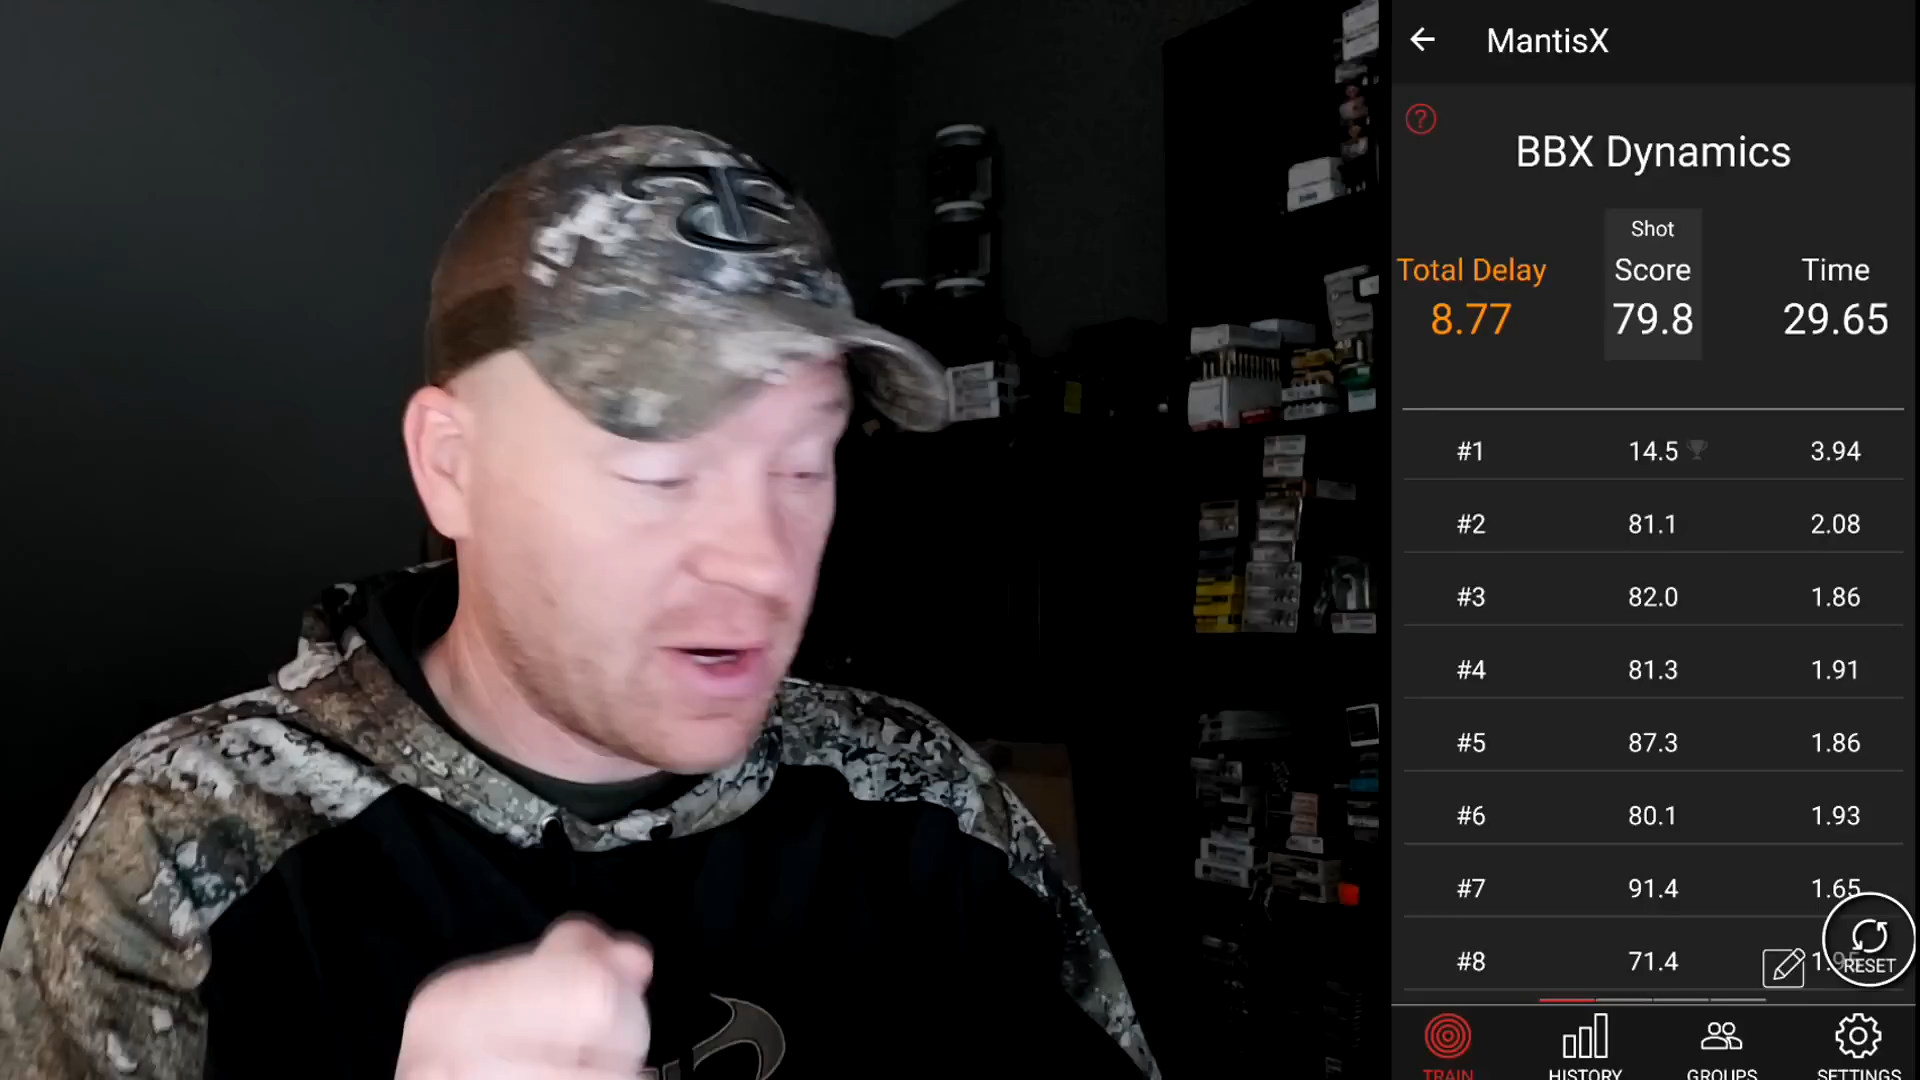 MantisX
BBX Dynamics
Total Delay
8.77
Shot
Score
79.8
Time
29.65
#1 14.5 3.94
#2 81.1 2.08
#3 82.0 1.86
#4 81.3 1.91
#5 87.3 1.86
#6 80.1 1.93
#7 91.4 1.65
#8 71.4
RESET
TRAIN HISTORY GROUPS SETTINGS